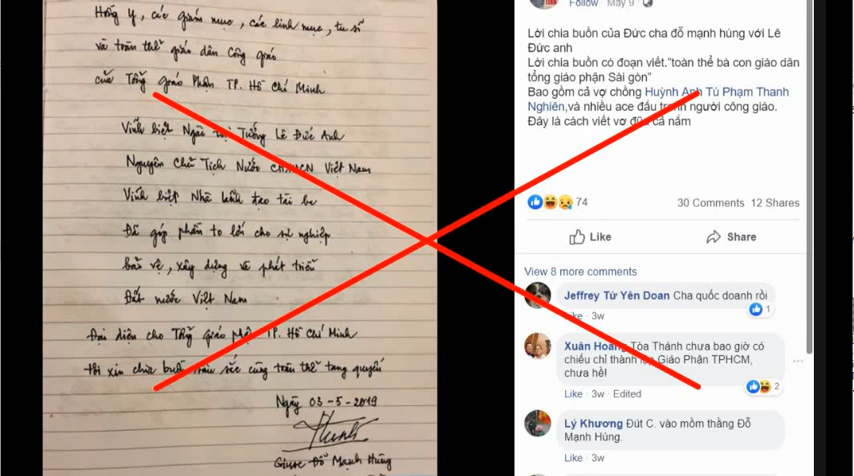 Hồng Y, các giám mục, các linh mục, tu sĩ
và toàn thể giáo dân Công giáo
của Tổng giáo Phận TP. Hồ Chí Minh
Vĩnh biệt Ngài Đại Tướng Lê Đức Anh
Nguyên Chủ Tịch Nước CHXHCN Việt Nam
Vĩnh biệt Nhà lãnh đạo tài ba
Đã góp phần to lớn cho sự nghiệp
bảo vệ, xây dựng và phát triển
Đất nước Việt Nam
Đại diện cho Tổng giáo phận TP. Hồ Chí Minh
tôi xin chia buồn sâu sắc cùng toàn thể tang quyến
Ngày 03-5-2019
Giuse Đỗ Mạnh Hùng
Follow · May 9 ·
Lời chia buồn của Đức cha đỗ mạnh hùng với Lê
Đức anh
Lời chia buồn có đoạn viết."toàn thể bà con giáo dân
tổng giáo phận Sài gòn"
Bao gồm cả vợ chồng Huỳnh Anh Tú Phạm Thanh
Nghiên,và nhiều ace đấu tranh người công giáo.
Đây là cách viết vơ đũa cả nắm
74
30 Comments 12 Shares
Like
Share
View 8 more comments
Jeffrey Tử Yên Doan Cha quốc doanh rồi
1
Like · 3w
Xuân Hoang Tòa Thánh chưa bao giờ có
chiếu chỉ thành lập Giáo Phận TPHCM,
chưa hề!
2
Like · 3w · Edited
Lý Khương Đút C. vào mồm thằng Đỗ
Mạnh Hùng.
Like · 3w